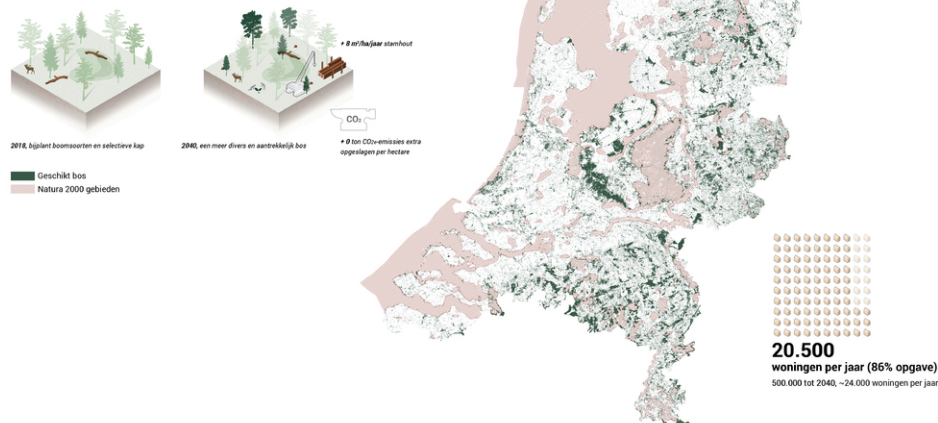 + 8 m³/ha/jaar stamhout
CO₂
2018, bijplant boomsoorten en selectieve kap
2040, een meer divers en aantrekkelijk bos
+ 0 ton CO₂e-emissies extra
opgeslagen per hectare
Geschikt bos
Natura 2000 gebieden
20.500
woningen per jaar (86% opgave)
500.000 tot 2040, ~24.000 woningen per jaar